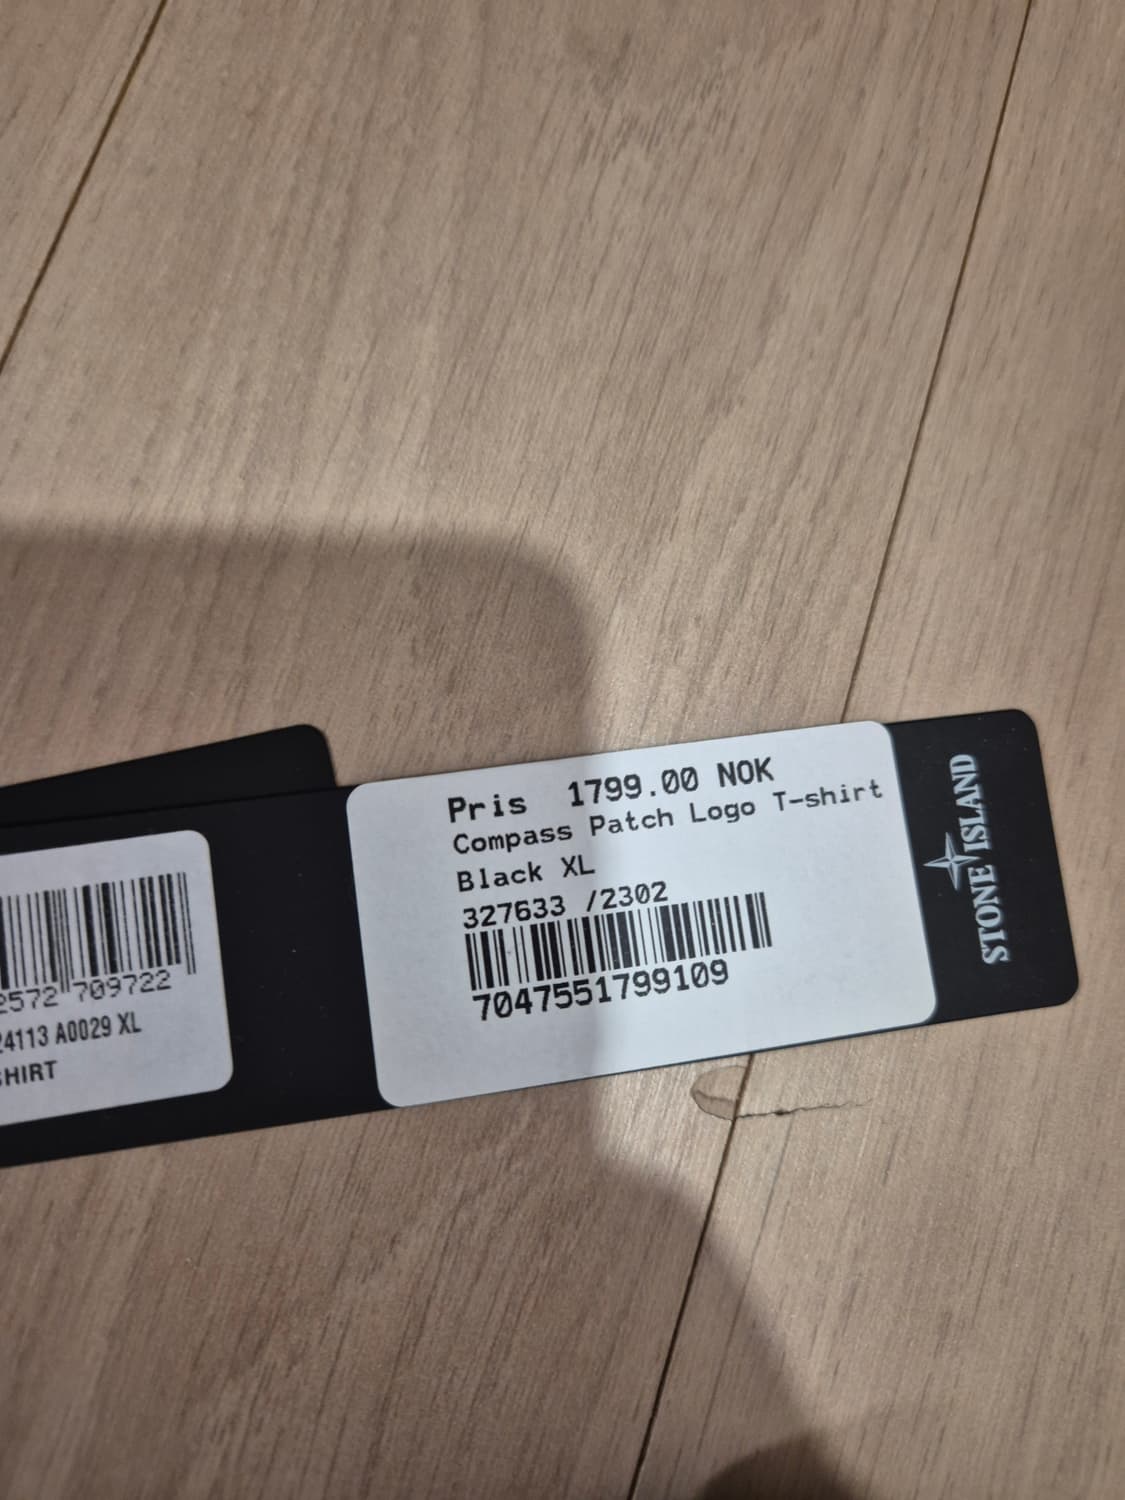 Pris 1799.00 NOK
Compass Patch Logo T-shirt
Black XL
327633 /2302
7047551799109
STONE ISLAND
2572 709722
24113 A0029 XL
SHIRT